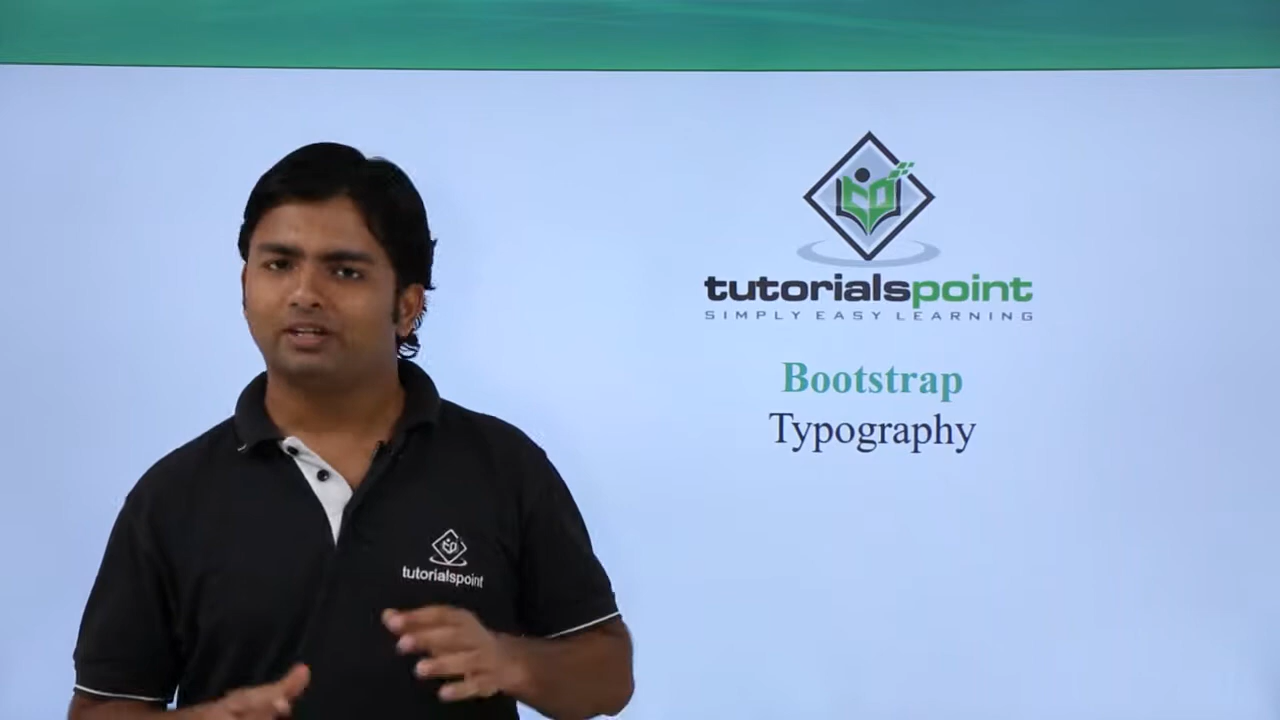 tutorialspoint
SIMPLY EASY LEARNING
Bootstrap
Typography
tutorialspoint